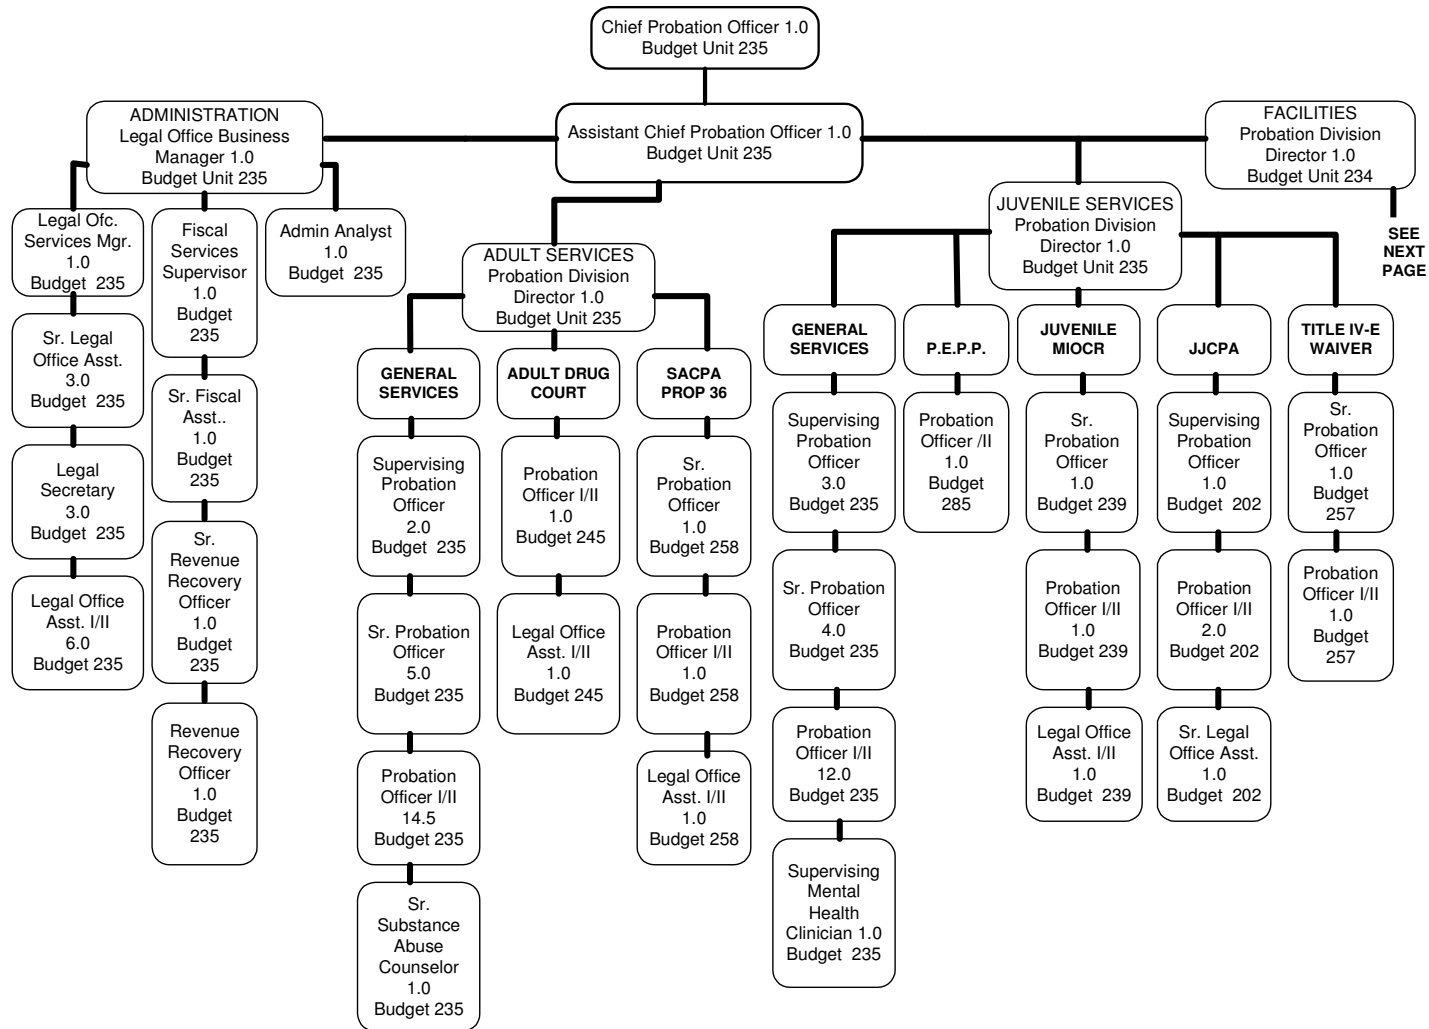 Chief Probation Officer 1.0
Budget Unit 235
ADMINISTRATION
Legal Office Business
Manager 1.0
Budget Unit 235
Assistant Chief Probation Officer 1.0
Budget Unit 235
FACILITIES
Probation Division
Director 1.0
Budget Unit 234
SEE
NEXT
PAGE
Legal Ofc.
Services Mgr.
1.0
Budget 235
Sr. Legal
Office Asst.
3.0
Budget 235
Legal
Secretary
3.0
Budget 235
Legal Office
Asst. I/II
6.0
Budget 235
Fiscal
Services
Supervisor
1.0
Budget
235
Sr. Fiscal
Asst..
1.0
Budget
235
Sr.
Revenue
Recovery
Officer
1.0
Budget
235
Revenue
Recovery
Officer
1.0
Budget
235
Admin Analyst
1.0
Budget 235
ADULT SERVICES
Probation Division
Director 1.0
Budget Unit 235
GENERAL
SERVICES
Supervising
Probation
Officer
2.0
Budget 235
Sr. Probation
Officer
5.0
Budget 235
Probation
Officer I/II
14.5
Budget 235
Sr.
Substance
Abuse
Counselor
1.0
Budget 235
ADULT DRUG
COURT
Probation
Officer I/II
1.0
Budget 245
Legal Office
Asst. I/II
1.0
Budget 245
SACPA
PROP 36
Sr.
Probation
Officer
1.0
Budget 258
Probation
Officer I/II
1.0
Budget 258
Legal Office
Asst. I/II
1.0
Budget 258
JUVENILE SERVICES
Probation Division
Director 1.0
Budget Unit 235
GENERAL
SERVICES
Supervising
Probation
Officer
3.0
Budget 235
Sr. Probation
Officer
4.0
Budget 235
Probation
Officer I/II
12.0
Budget 235
Supervising
Mental
Health
Clinician 1.0
Budget 235
P.E.P.P.
Probation
Officer /II
1.0
Budget
285
JUVENILE
MIOCR
Sr.
Probation
Officer
1.0
Budget 239
Probation
Officer I/II
1.0
Budget 239
Legal Office
Asst. I/II
1.0
Budget 239
JJCPA
Supervising
Probation
Officer
1.0
Budget 202
Probation
Officer I/II
2.0
Budget 202
Sr. Legal
Office Asst.
1.0
Budget 202
TITLE IV-E
WAIVER
Sr.
Probation
Officer
1.0
Budget
257
Probation
Officer I/II
1.0
Budget
257